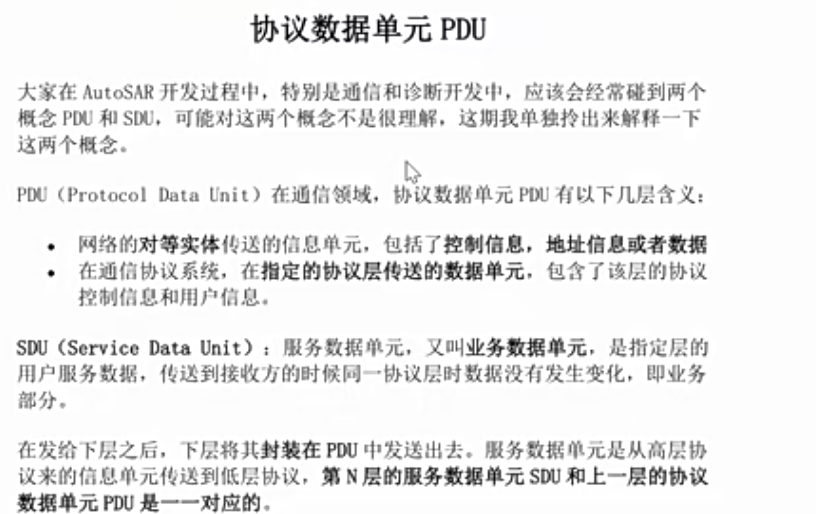 协议数据单元 PDU
大家在 AutoSAR 开发过程中，特别是通信和诊断开发中，应该会经常碰到两个
概念 PDU 和 SDU，可能对这两个概念不是很理解，这期我单独拎出来解释一下
这两个概念。
PDU（Protocol Data Unit）在通信领域，协议数据单元 PDU 有以下几层含义：
• 网络的对等实体传送的信息单元，包括了控制信息，地址信息或者数据
• 在通信协议系统，在指定的协议层传送的数据单元，包含了该层的协议
控制信息和用户信息。
SDU（Service Data Unit）：服务数据单元，又叫业务数据单元，是指定层的
用户服务数据，传送到接收方的时候同一协议层时数据没有发生变化，即业务
部分。
在发给下层之后，下层将其封装在 PDU 中发送出去。服务数据单元是从高层协
议来的信息单元传送到低层协议，第 N 层的服务数据单元 SDU 和上一层的协议
数据单元 PDU 是一一对应的。